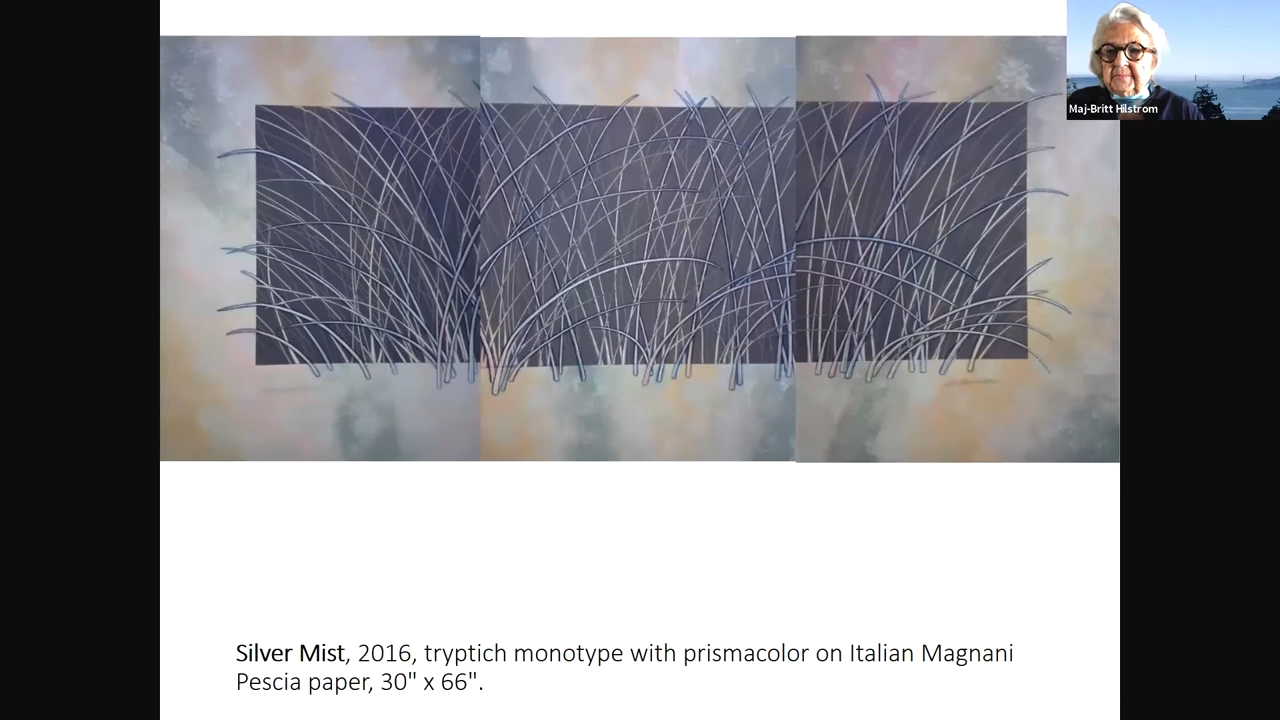 Maj-Britt Hilstrom
Silver Mist, 2016, tryptich monotype with prismacolor on Italian Magnani
Pescia paper, 30" x 66".